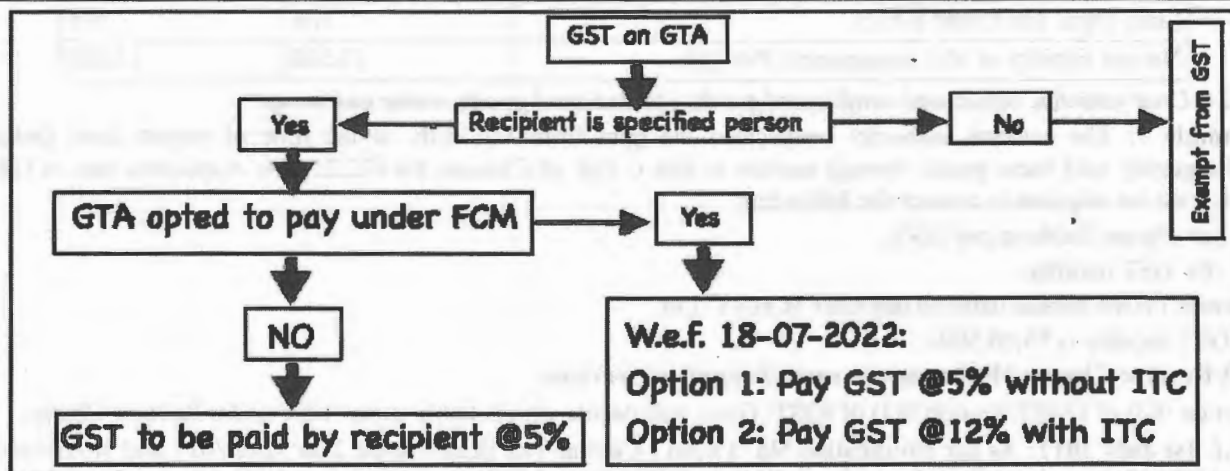 GST on GTA
Yes
Recipient is specified person
No
Exempt from GST
GTA opted to pay under FCM
Yes
NO
W.e.f. 18-07-2022:
Option 1: Pay GST @5% without ITC
Option 2: Pay GST @12% with ITC
GST to be paid by recipient @5%